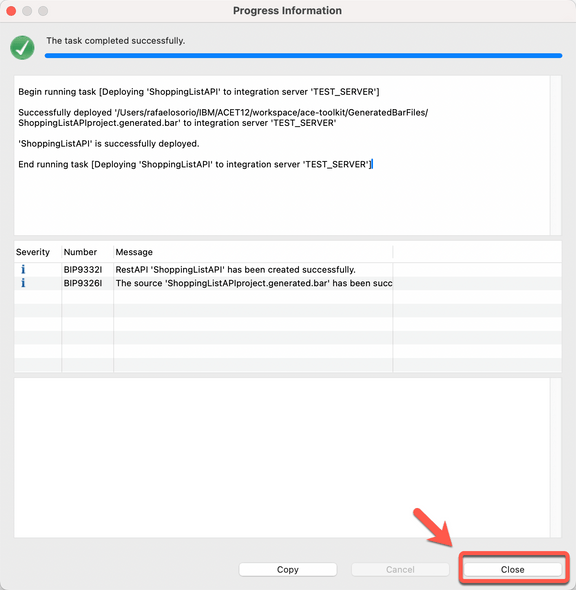 Progress Information
The task completed successfully.
Begin running task [Deploying 'ShoppingListAPI' to integration server 'TEST_SERVER']
Successfully deployed '/Users/rafaelosorio/IBM/ACET12/workspace/ace-toolkit/GeneratedBarFiles/
ShoppingListAPIproject.generated.bar' to integration server 'TEST_SERVER'
'ShoppingListAPI' is successfully deployed.
End running task [Deploying 'ShoppingListAPI' to integration server 'TEST_SERVER']
Severity Number Message
BIP9332I RestAPI 'ShoppingListAPI' has been created successfully.
BIP9326I The source 'ShoppingListAPIproject.generated.bar' has been succ
Copy Cancel Close